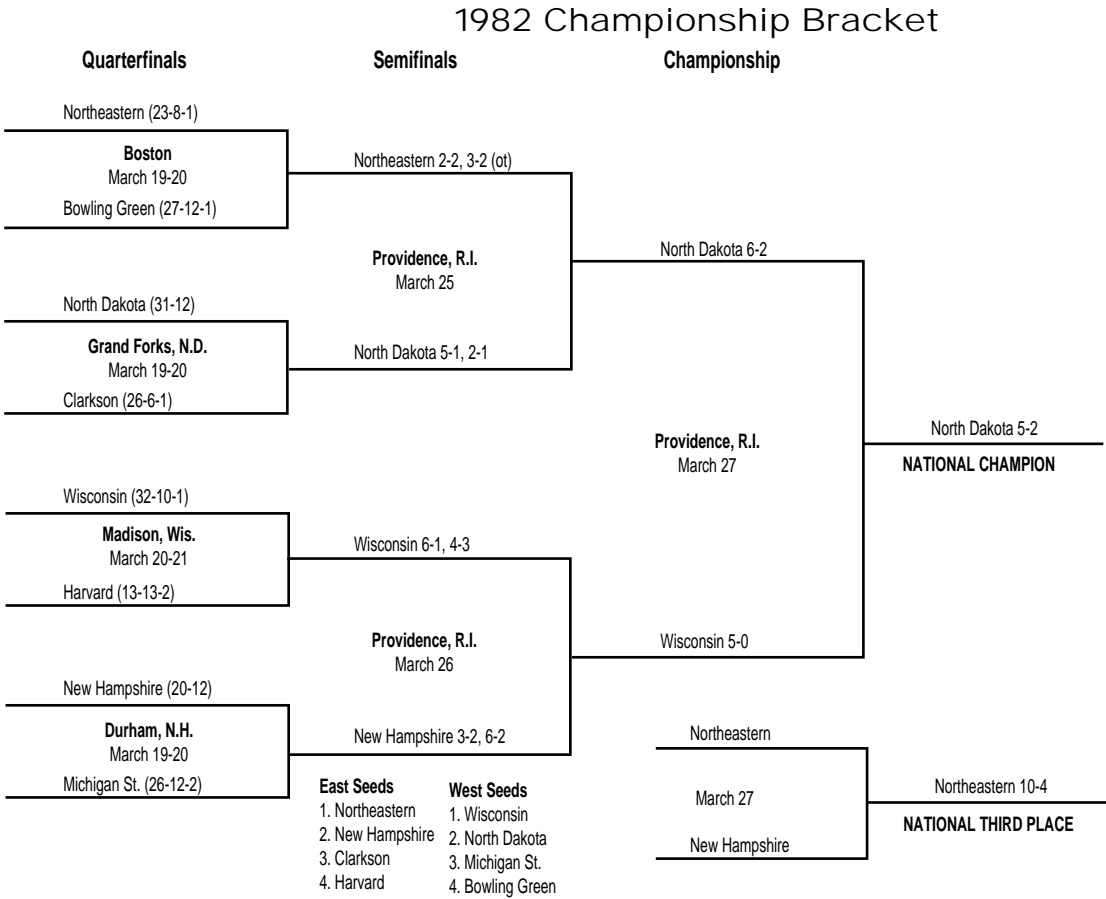 1982 Championship Bracket
Quarterfinals
Semifinals
Championship
Northeastern (23-8-1)
Boston
March 19-20
Bowling Green (27-12-1)
North Dakota (31-12)
Grand Forks, N.D.
March 19-20
Clarkson (26-6-1)
Wisconsin (32-10-1)
Madison, Wis.
March 20-21
Harvard (13-13-2)
New Hampshire (20-12)
Durham, N.H.
March 19-20
Michigan St. (26-12-2)
Northeastern 2-2, 3-2 (ot)
Providence, R.I.
March 25
North Dakota 5-1, 2-1
Wisconsin 6-1, 4-3
Providence, R.I.
March 26
New Hampshire 3-2, 6-2
North Dakota 6-2
Providence, R.I.
March 27
Wisconsin 5-0
North Dakota 5-2
NATIONAL CHAMPION
Northeastern
March 27
New Hampshire
Northeastern 10-4
NATIONAL THIRD PLACE
East Seeds
1. Northeastern
2. New Hampshire
3. Clarkson
4. Harvard
West Seeds
1. Wisconsin
2. North Dakota
3. Michigan St.
4. Bowling Green